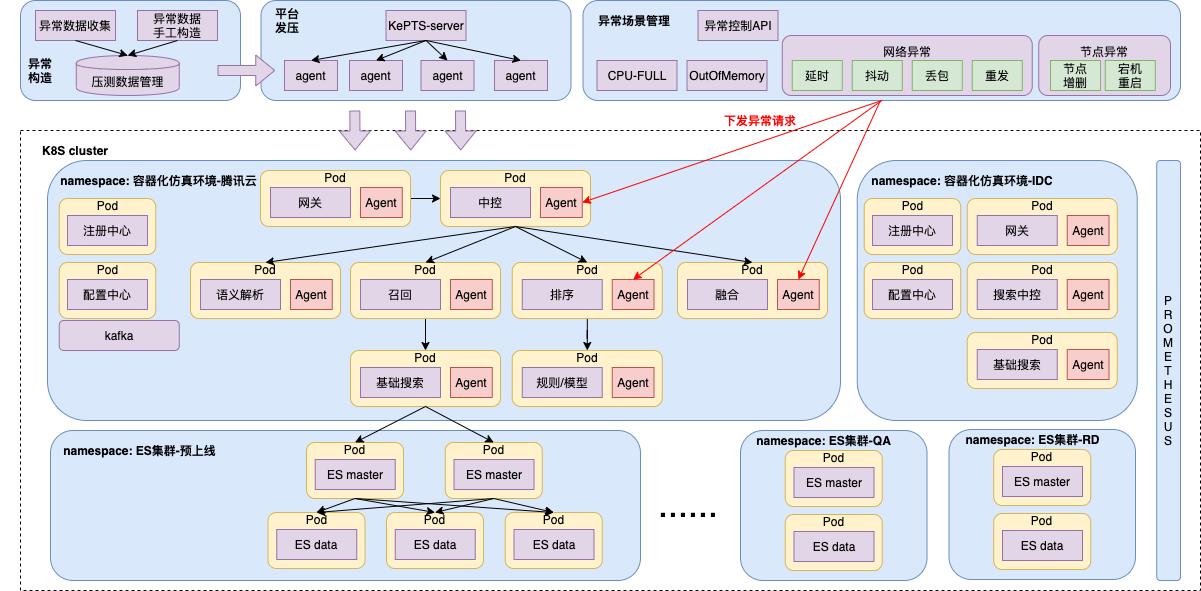 异常数据收集
异常数据
手工构造
异常
构造
压测数据管理
平台
发压
KePTS-server
agent
agent
agent
agent
异常场景管理
异常控制API
CPU-FULL
OutOfMemory
网络异常
延时
抖动
丢包
重发
节点异常
节点
增删
宕机
重启
下发异常请求
K8S cluster
namespace: 容器化仿真环境-腾讯云
Pod
网关
Agent
Pod
中控
Agent
Pod
注册中心
Pod
配置中心
kafka
Pod
语义解析
Agent
Pod
召回
Agent
Pod
排序
Agent
Pod
融合
Agent
Pod
基础搜索
Agent
Pod
规则/模型
Agent
namespace: 容器化仿真环境-IDC
Pod
注册中心
Pod
网关
Agent
Pod
配置中心
Pod
搜索中控
Agent
Pod
基础搜索
Agent
PROMETHESUS
namespace: ES集群-预上线
Pod
ES master
Pod
ES master
Pod
ES data
Pod
ES data
Pod
ES data
......
namespace: ES集群-QA
Pod
ES master
Pod
ES data
namespace: ES集群-RD
Pod
ES master
Pod
ES data